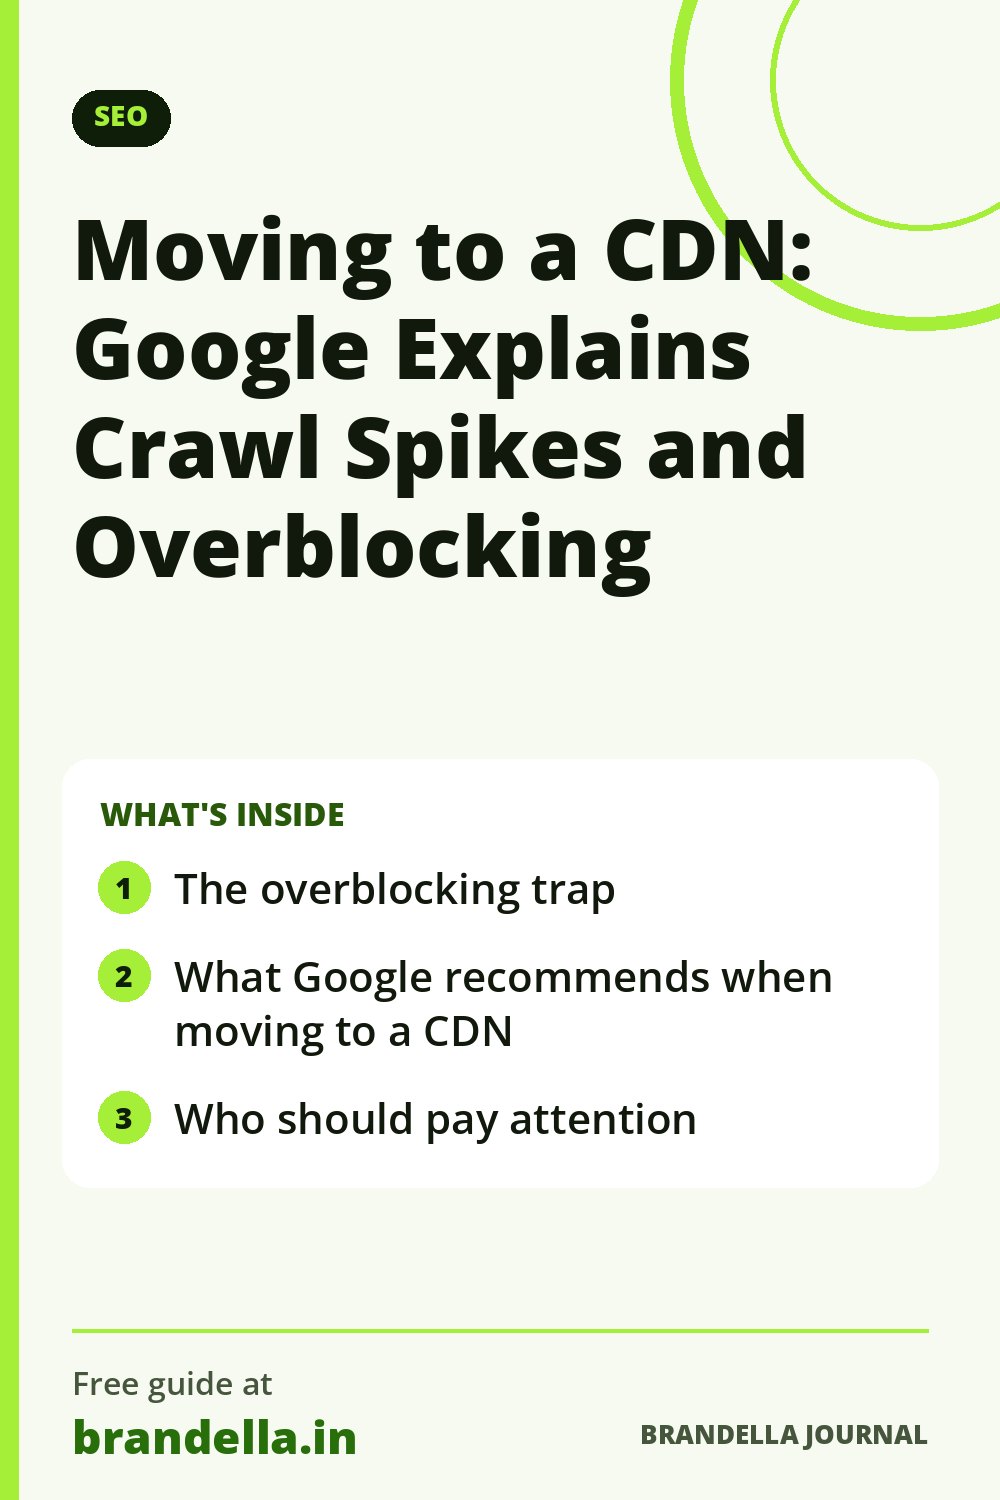 SEO
Moving to a CDN:
Google Explains
Crawl Spikes and
Overblocking
WHAT'S INSIDE
1 The overblocking trap
2 What Google recommends when
moving to a CDN
3 Who should pay attention
Free guide at
brandella.in
BRANDELLA JOURNAL